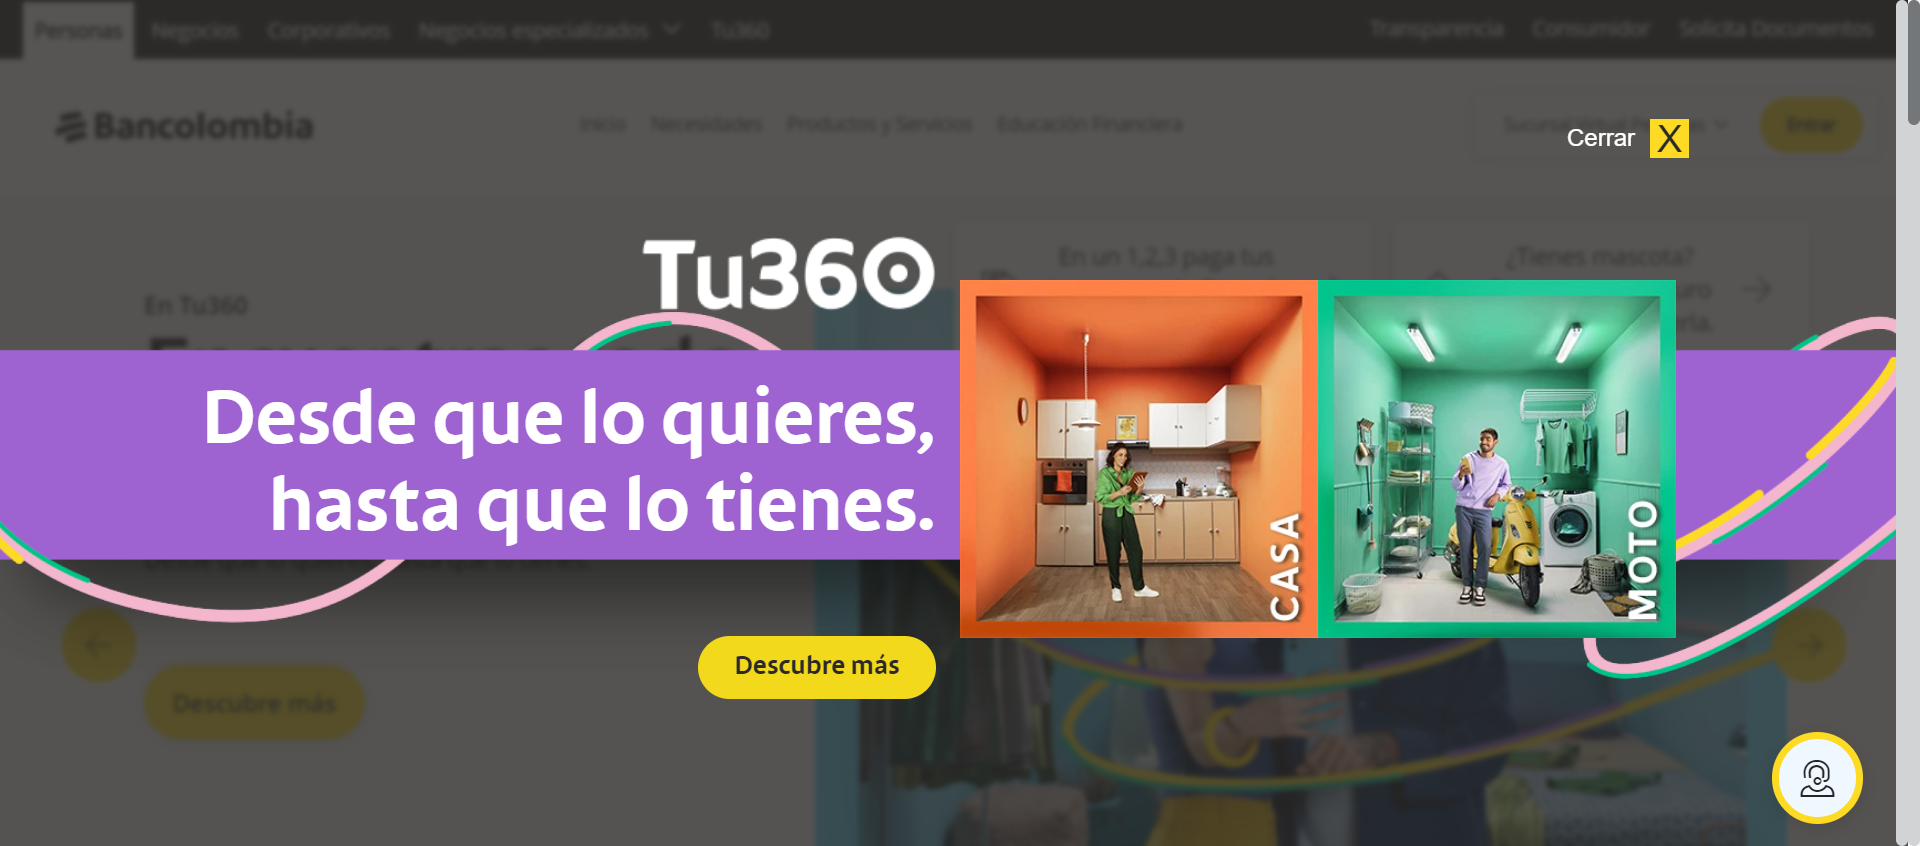 Personas Negocios Corporativos Negocios especializados Tu360 Transparencia Consumidor Solicita Documentos
Bancolombia Inicio Necesidades Productos y Servicios Educación Financiera Sucursal Virtual Entrar
Cerrar X
Tu360
En un 1,2,3 paga tus
¿Tienes mascota?
En Tu360
Desde que lo quieres,
hasta que lo tienes.
CASA
MOTO
Descubre más
Descubre más